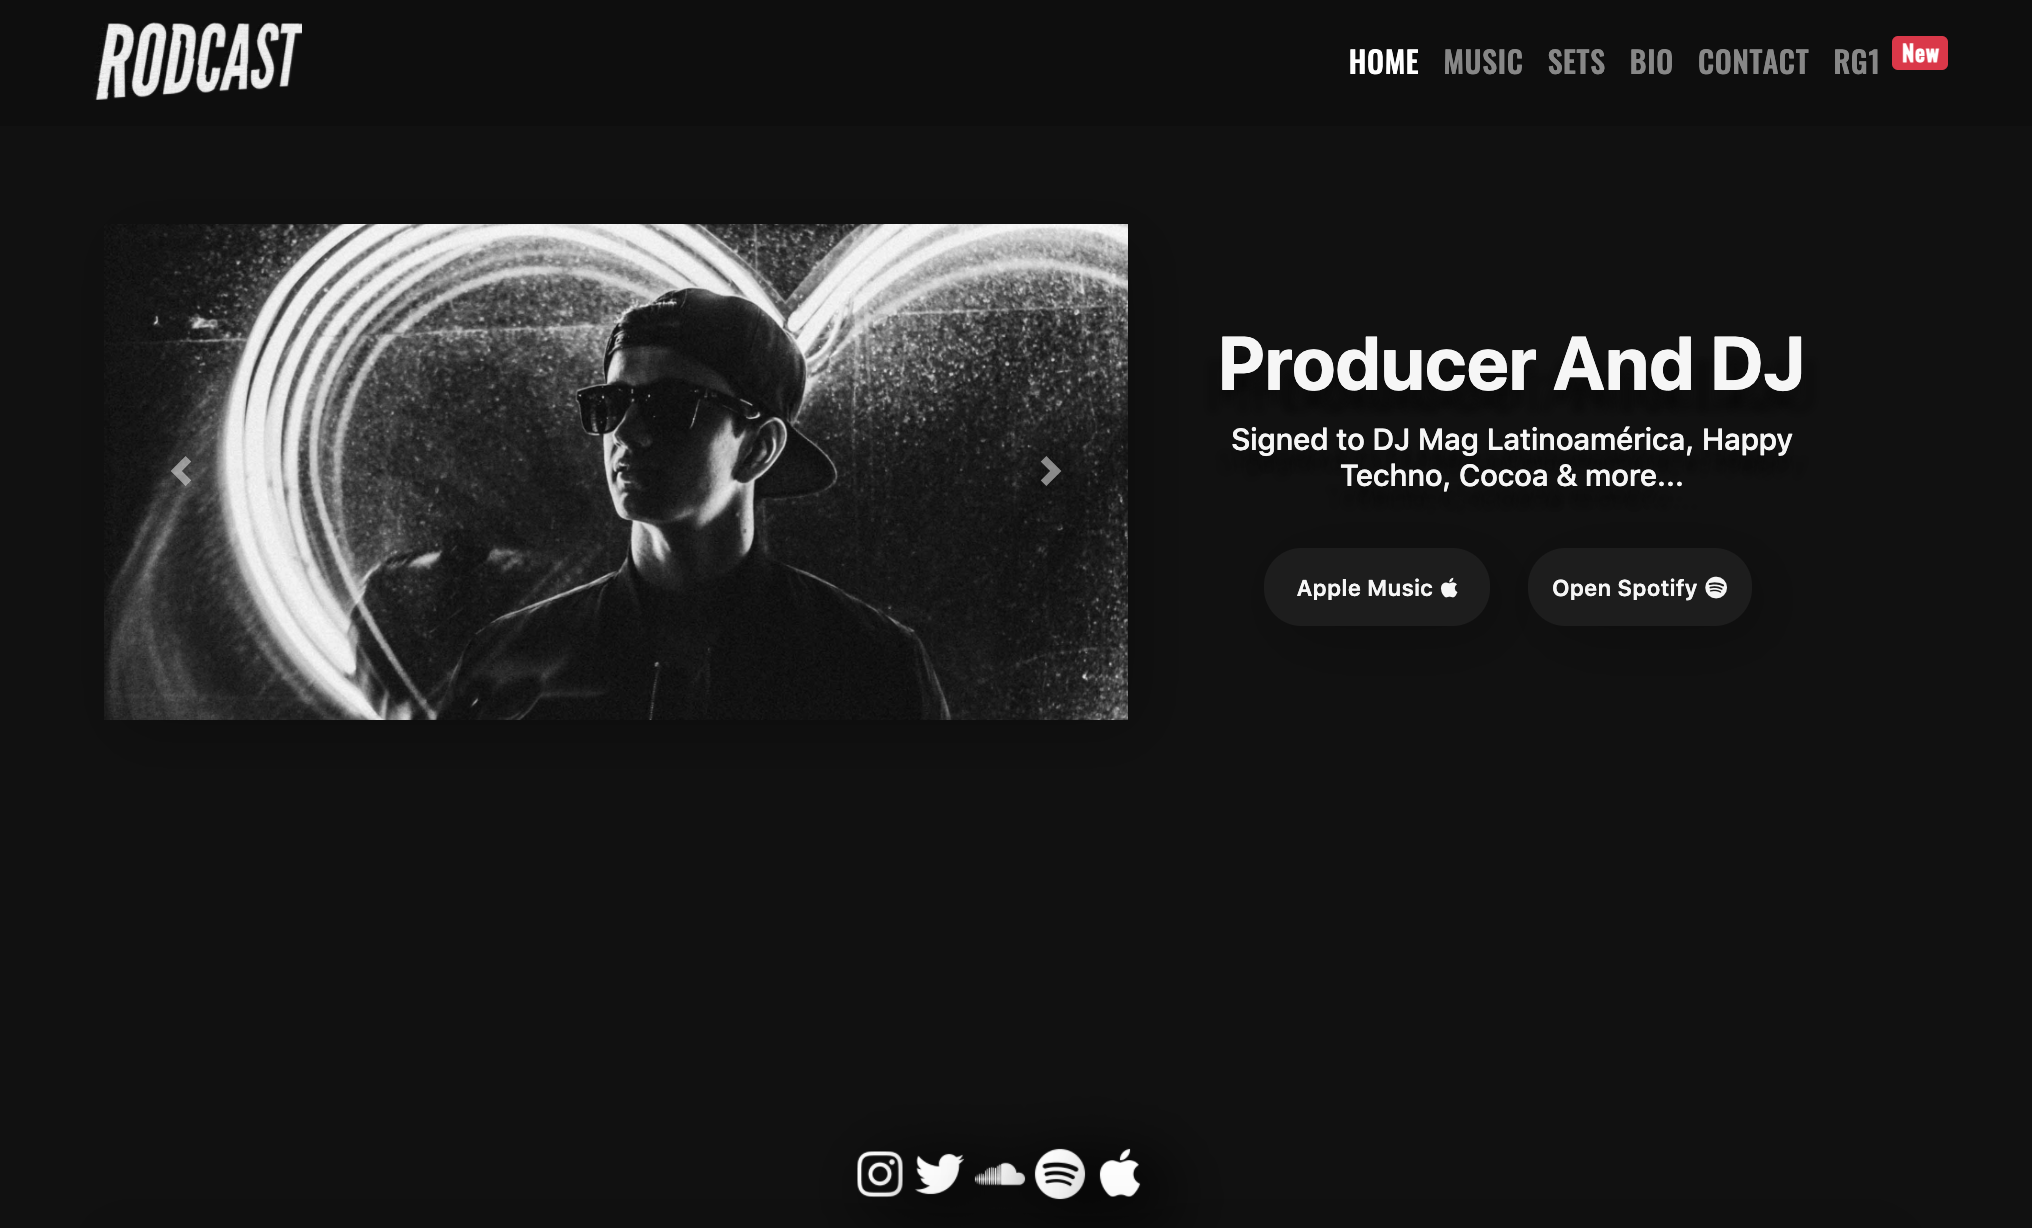 RODCAST
HOME MUSIC SETS BIO CONTACT RG1 New
Producer And DJ
Signed to DJ Mag Latinoamérica, Happy
Techno, Cocoa & more...
Apple Music
Open Spotify